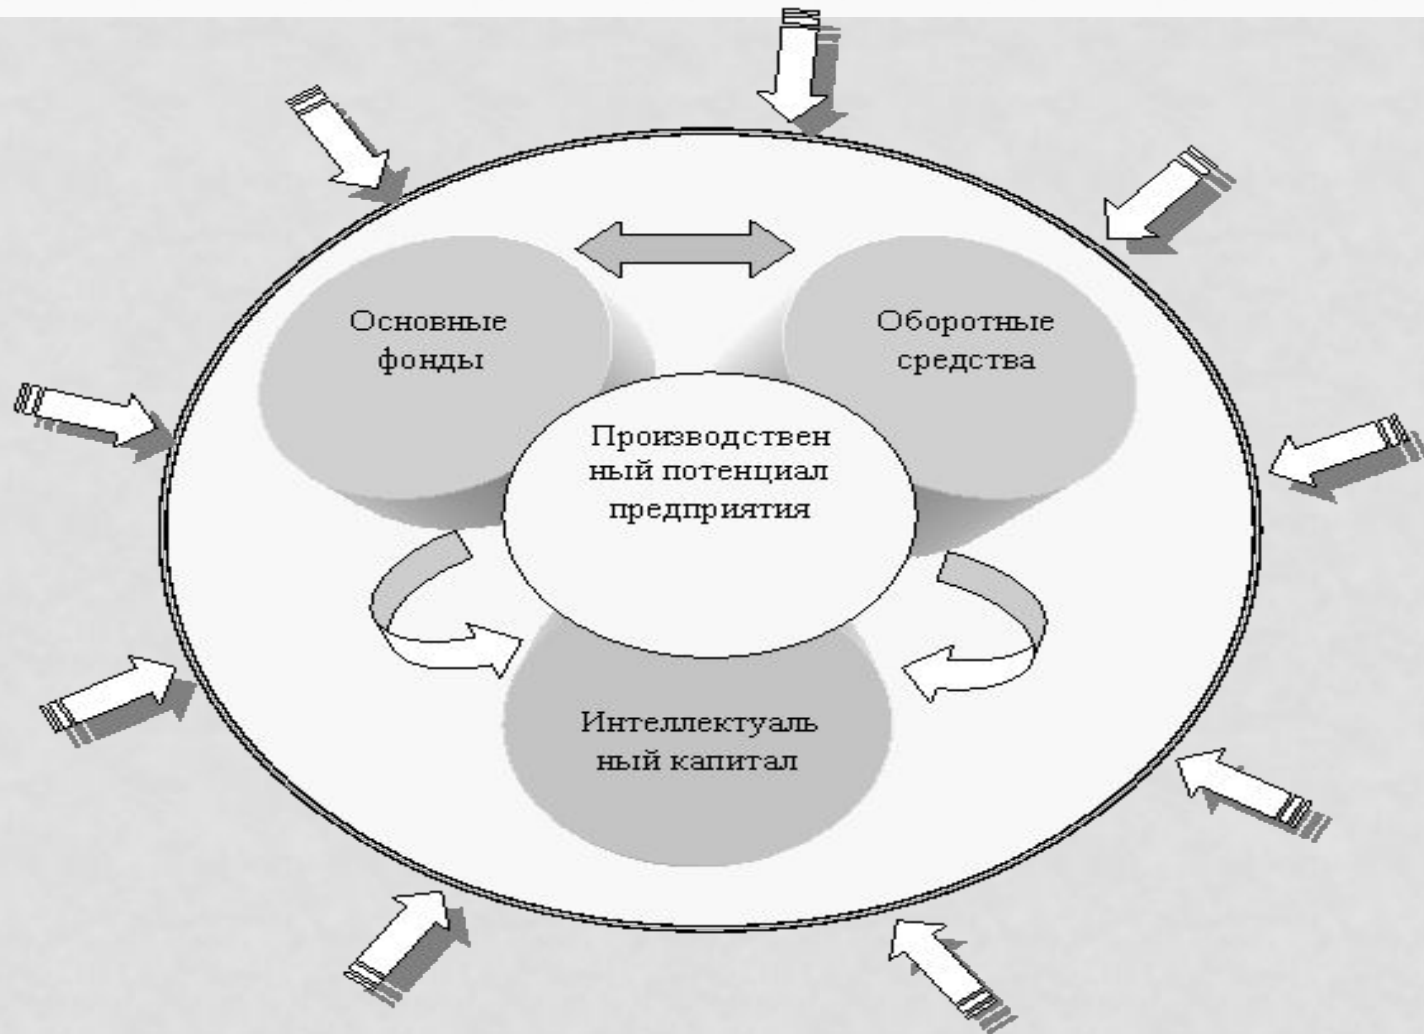 Основные
фонды
Оборотные
средства
Производствен
ный потенциал
предприятия
Интеллектуаль
ный капитал